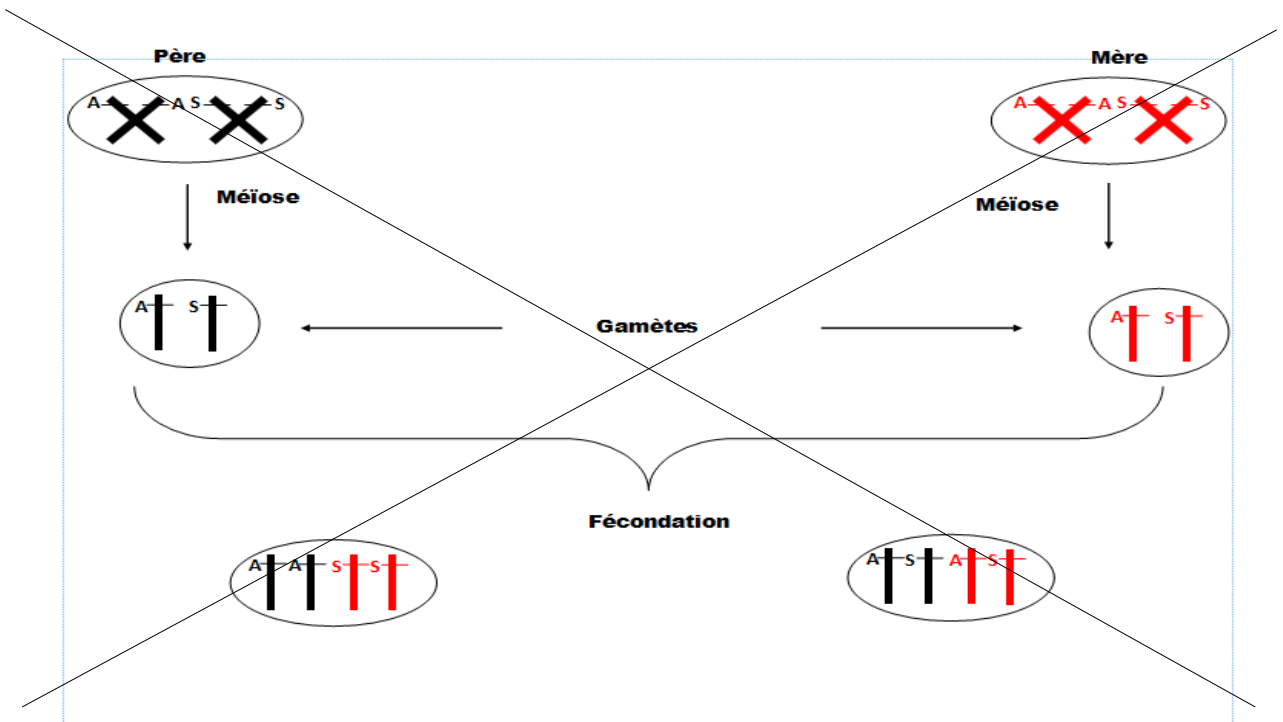 Père
Mère
A A S S
A A S S
Méïose
Méïose
A S
Gamètes
A S
Fécondation
A A S S
A S A S